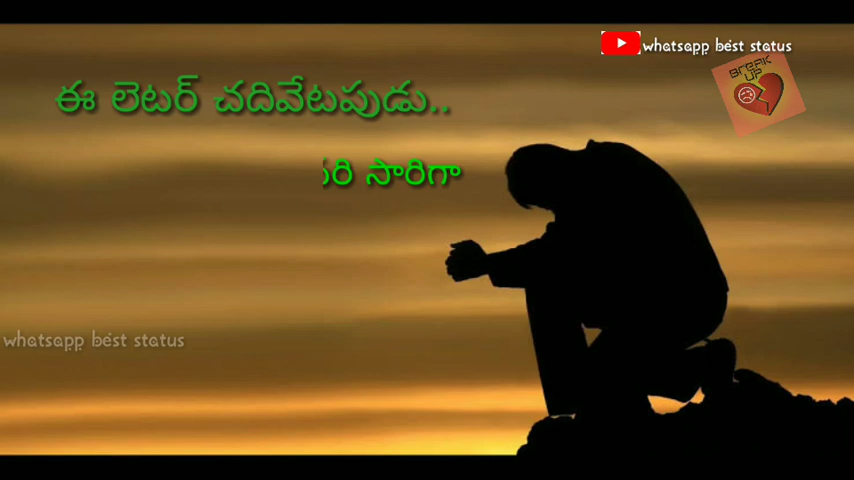 whatsapp best status
BreaK
UP
ఈ లెటర్ చదివేటపుడు..
సారిగా
whatsapp best status